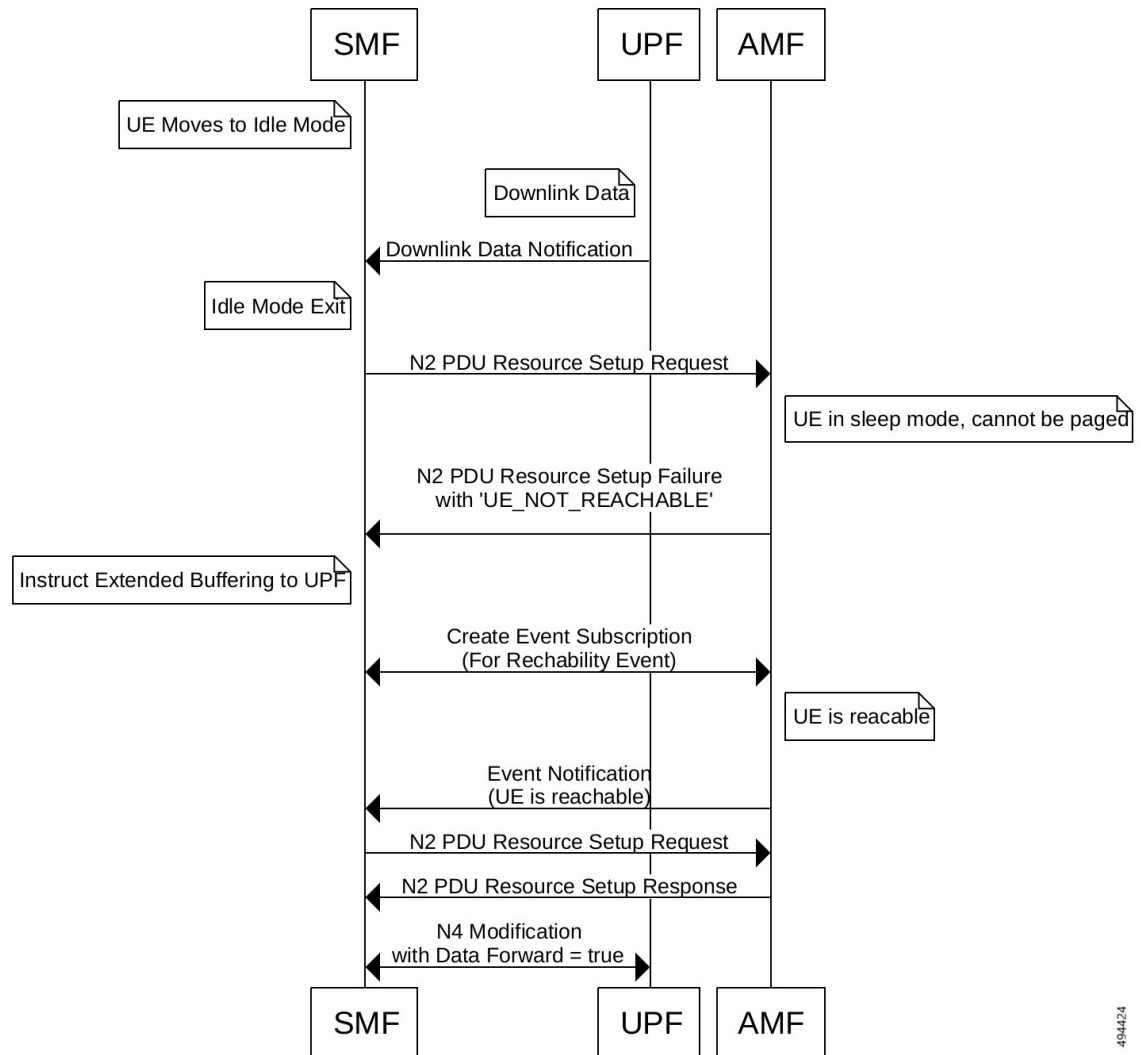 SMF UPF AMF
UE Moves to Idle Mode
Downlink Data
Downlink Data Notification
Idle Mode Exit
N2 PDU Resource Setup Request
UE in sleep mode, cannot be paged
N2 PDU Resource Setup Failure
with 'UE_NOT_REACHABLE'
Instruct Extended Buffering to UPF
Create Event Subscription
(For Rechability Event)
UE is reacable
Event Notification
(UE is reachable)
N2 PDU Resource Setup Request
N2 PDU Resource Setup Response
N4 Modification
with Data Forward = true
SMF UPF AMF
494424